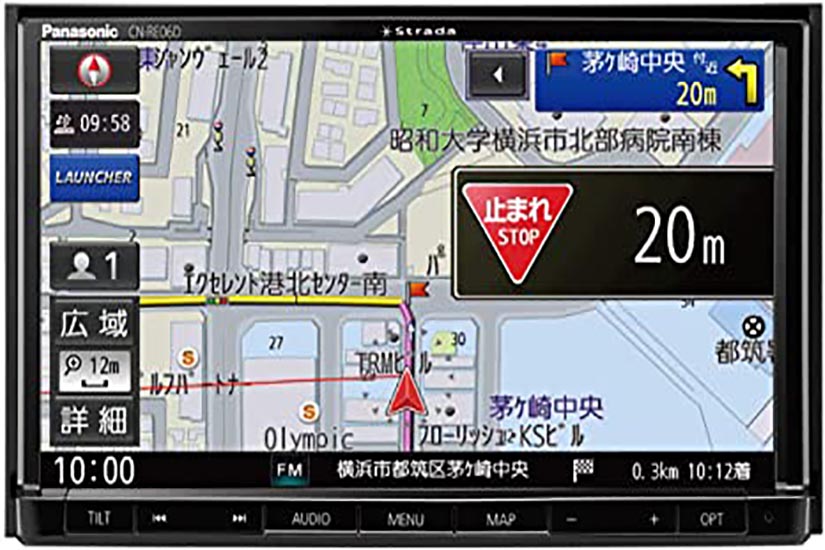 Panasonic CN-RE06D
Strada
東ジャンヴェール2
茅ケ崎中央 付近
20m
09:58
21
7
昭和大学横浜市北部病院南棟
LAUNCHER
止まれ
STOP
20m
1
パ
エクセレント港北センター南
広域
12m
27
30
TRMビル
都筑
ルフパートナー
詳細
S
S
Olympic
茅ケ崎中央
フローリッシュ KSビル
10:00
FM
横浜市都筑区茅ケ崎中央
0.3km 10:12着
TILT
AUDIO
MENU
MAP
−
+
OPT